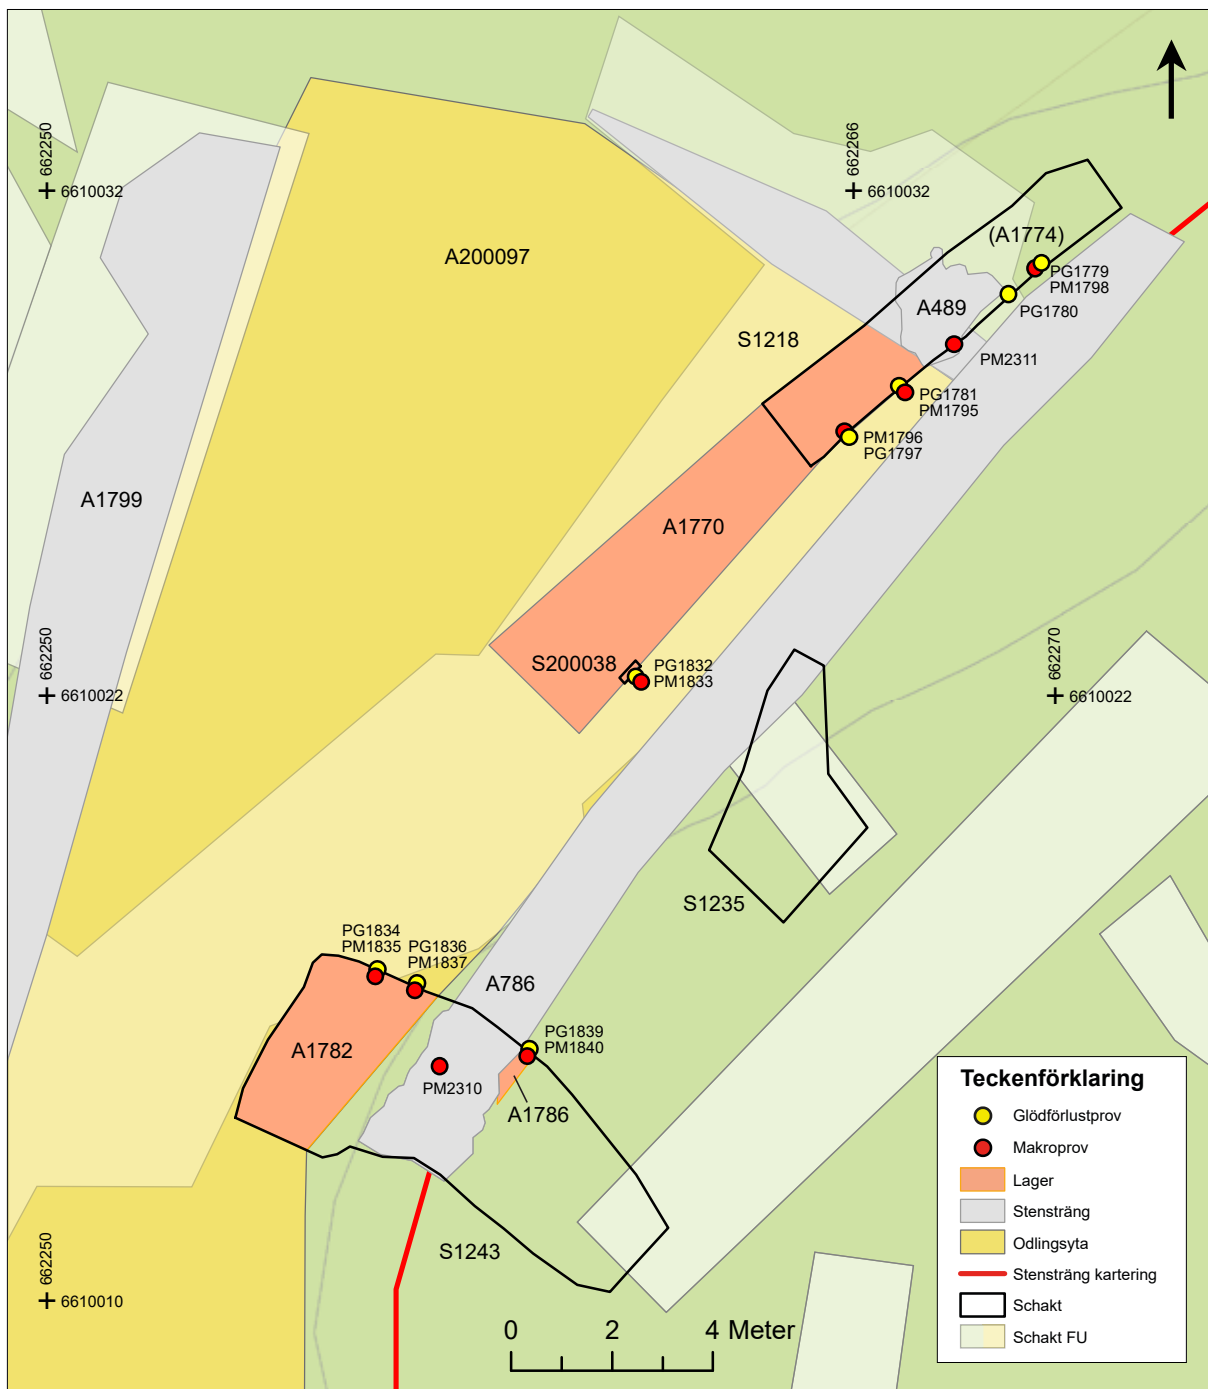 662250
6610032
662266
6610032
A200097
(A1774)
PG1779
PM1798
PG1780
A489
S1218
PM2311
PG1781
PM1795
PM1796
PG1797
A1799
A1770
S200038
PG1832
PM1833
662250
6610022
662270
6610022
S1235
PG1834
PM1835
PG1836
PM1837
A786
PG1839
PM1840
A1782
PM2310
A1786
S1243
662250
6610010
0 2 4 Meter
Teckenförklaring
Glödförlustprov
Makroprov
Lager
Stensträng
Odlingsyta
Stensträng kartering
Schakt
Schakt FU